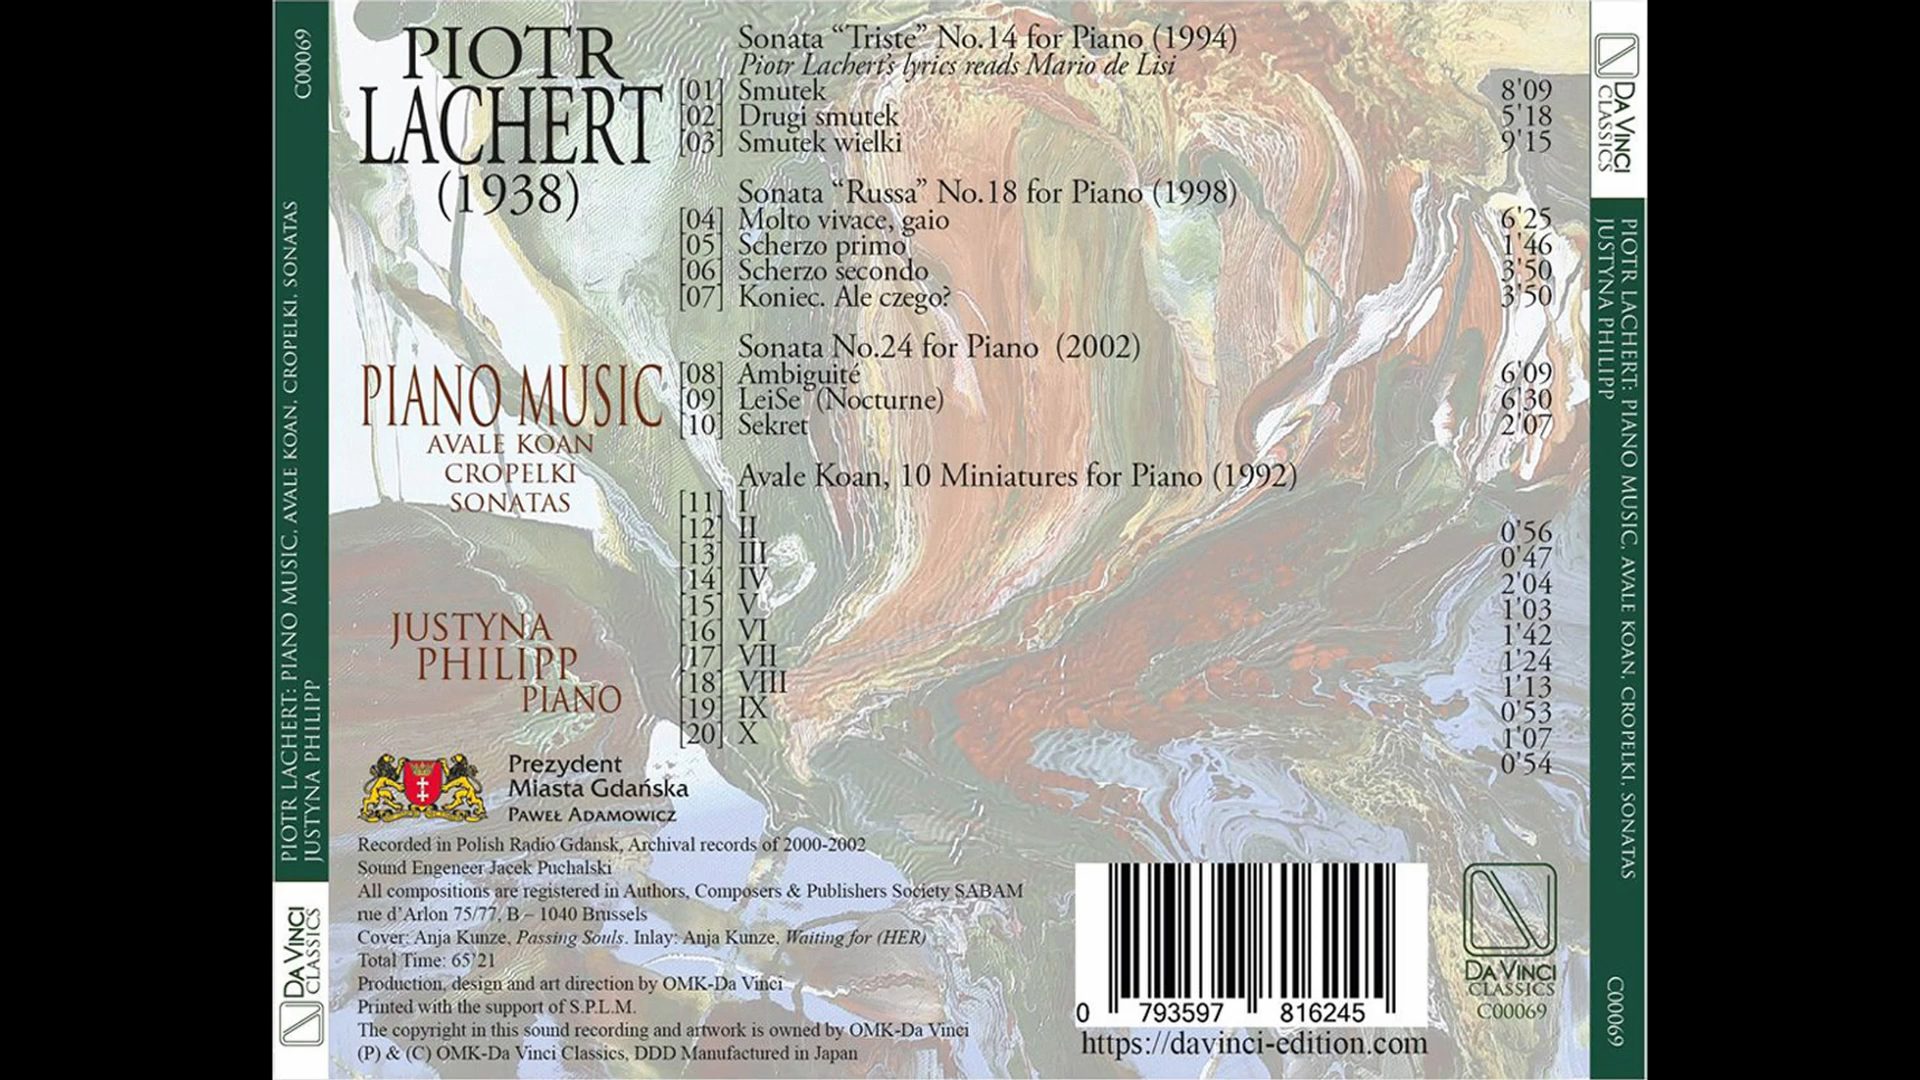 C00069
PIOTR LACHERT: PIANO MUSIC, AVALE KOAN, CROPELKI, SONATAS
JUSTYNA PHILIPP
DA VINCI
CLASSICS
PIOTR
LACHERT
(1938)
PIANO MUSIC
AVALE KOAN
CROPELKI
SONATAS
JUSTYNA
PHILIPP
PIANO
Sonata “Triste” No.14 for Piano (1994)
Piotr Lachert's lyrics reads Mario de Lisi
[01] Smutek 8'09
[02] Drugi smutek 5'18
[03] Smutek wielki 9'15
Sonata “Russa” No.18 for Piano (1998)
[04] Molto vivace, gaio 6'25
[05] Scherzo primo 1'46
[06] Scherzo secondo 3'50
[07] Koniec. Ale czego? 3'50
Sonata No.24 for Piano (2002)
[08] Ambiguité 6'09
[09] LeiSe (Nocturne) 6'30
[10] Sekret 2'07
Avale Koan, 10 Miniatures for Piano (1992)
[11] I
[12] II 0'56
[13] III 0'47
[14] IV 2'04
[15] V 1'03
[16] VI 1'42
[17] VII 1'24
[18] VIII 1'13
[19] IX 0'53
[20] X 1'07
0'54
Prezydent
Miasta Gdańska
PAWEŁ ADAMOWICZ
Recorded in Polish Radio Gdansk, Archival records of 2000-2002
Sound Engeneer Jacek Puchalski
All compositions are registered in Authors, Composers & Publishers Society SABAM
rue d’Arlon 75/77, B – 1040 Brussels
Cover: Anja Kunze, Passing Souls. Inlay: Anja Kunze, Waiting for (HER)
Total Time: 65'21
Production, design and art direction by OMK-Da Vinci
Printed with the support of S.P.L.M.
The copyright in this sound recording and artwork is owned by OMK-Da Vinci
(P) & (C) OMK-Da Vinci Classics, DDD Manufactured in Japan
0 793597 816245
https://davinci-edition.com
DA VINCI
CLASSICS
C00069
DA VINCI
CLASSICS
PIOTR LACHERT: PIANO MUSIC, AVALE KOAN, CROPELKI, SONATAS
JUSTYNA PHILIPP
C00069